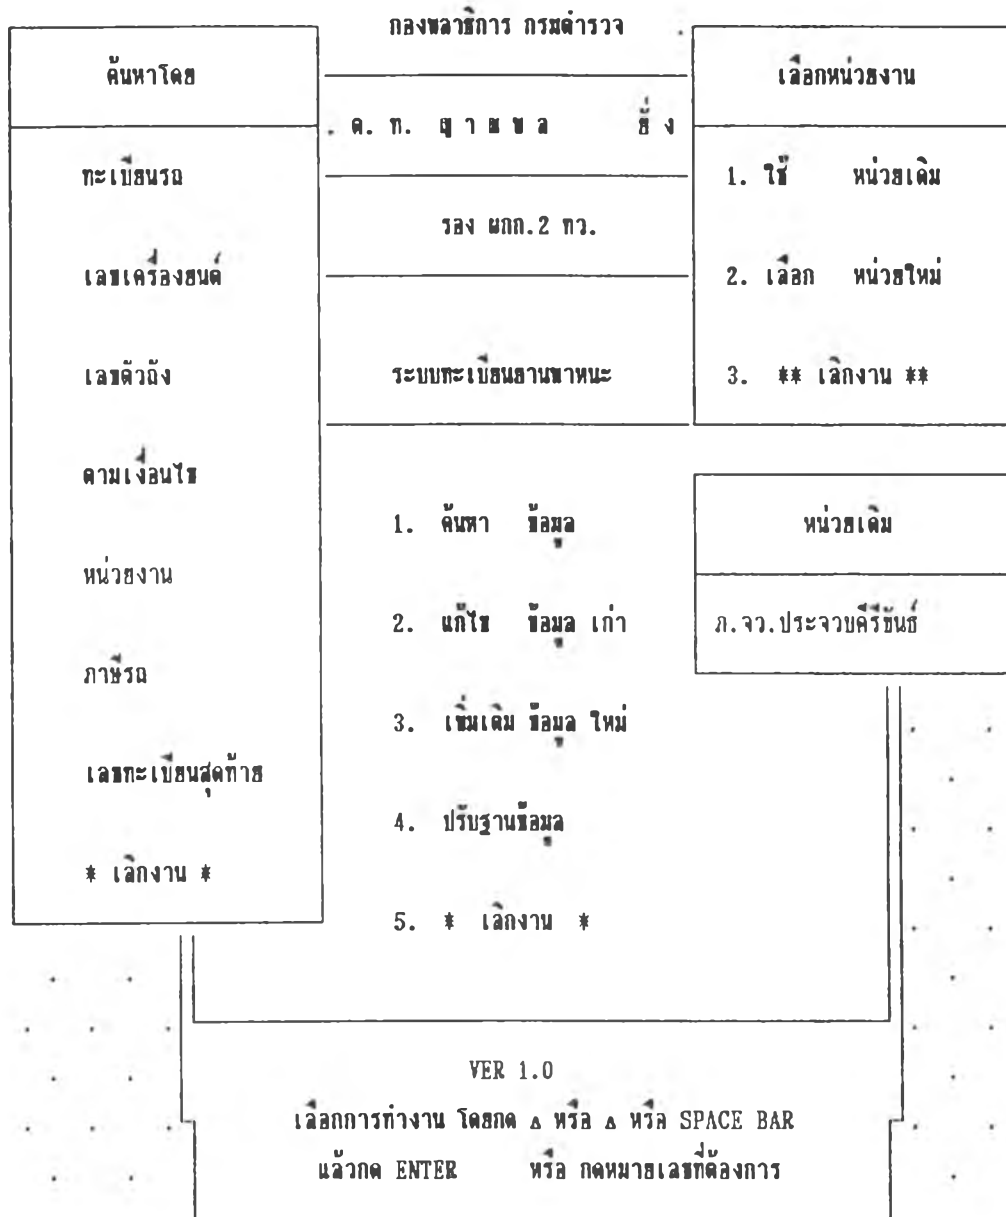 กองพลาธิการ กรมตำรวจ
ค้นหาโดย
ทะเบียนรถ
เลขเครื่องยนต์
เลขตัวถัง
ตามเงื่อนไข
หน่วยงาน
ภาษีรถ
เลขทะเบียนสุดท้าย
* เลิกงาน *
. ต. ท. ญ า ณ พ ล ยิ่ ง
รอง ผกก.2 ทว.
ระบบทะเบียนยานพาหนะ
1. ค้นหา ข้อมูล
2. แก้ไข ข้อมูล เก่า
3. เพิ่มเติม ข้อมูล ใหม่
4. ปรับฐานข้อมูล
5. * เลิกงาน *
เลือกหน่วยงาน
1. ใช้ หน่วยเดิม
2. เลือก หน่วยใหม่
3. ** เลิกงาน **
หน่วยเดิม
ภ.จว.ประจวบคีรีขันธ์
VER 1.0
เลือกการทำงาน โดยกด หรือ หรือ SPACE BAR
แล้วกด ENTER หรือ กดหมายเลขที่ต้องการ